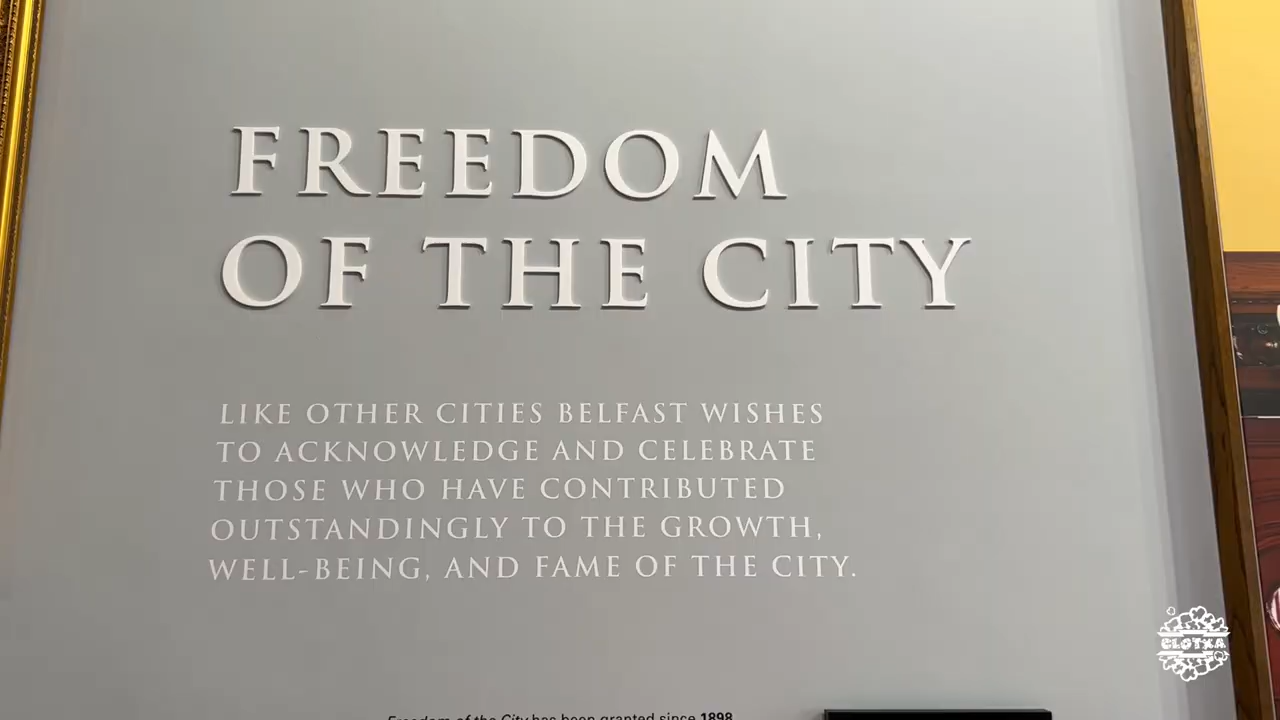 FREEDOM
OF THE CITY
LIKE OTHER CITIES BELFAST WISHES
TO ACKNOWLEDGE AND CELEBRATE
THOSE WHO HAVE CONTRIBUTED
OUTSTANDINGLY TO THE GROWTH,
WELL-BEING, AND FAME OF THE CITY.
Freedom of the City has been granted since 1898
CLOTKA